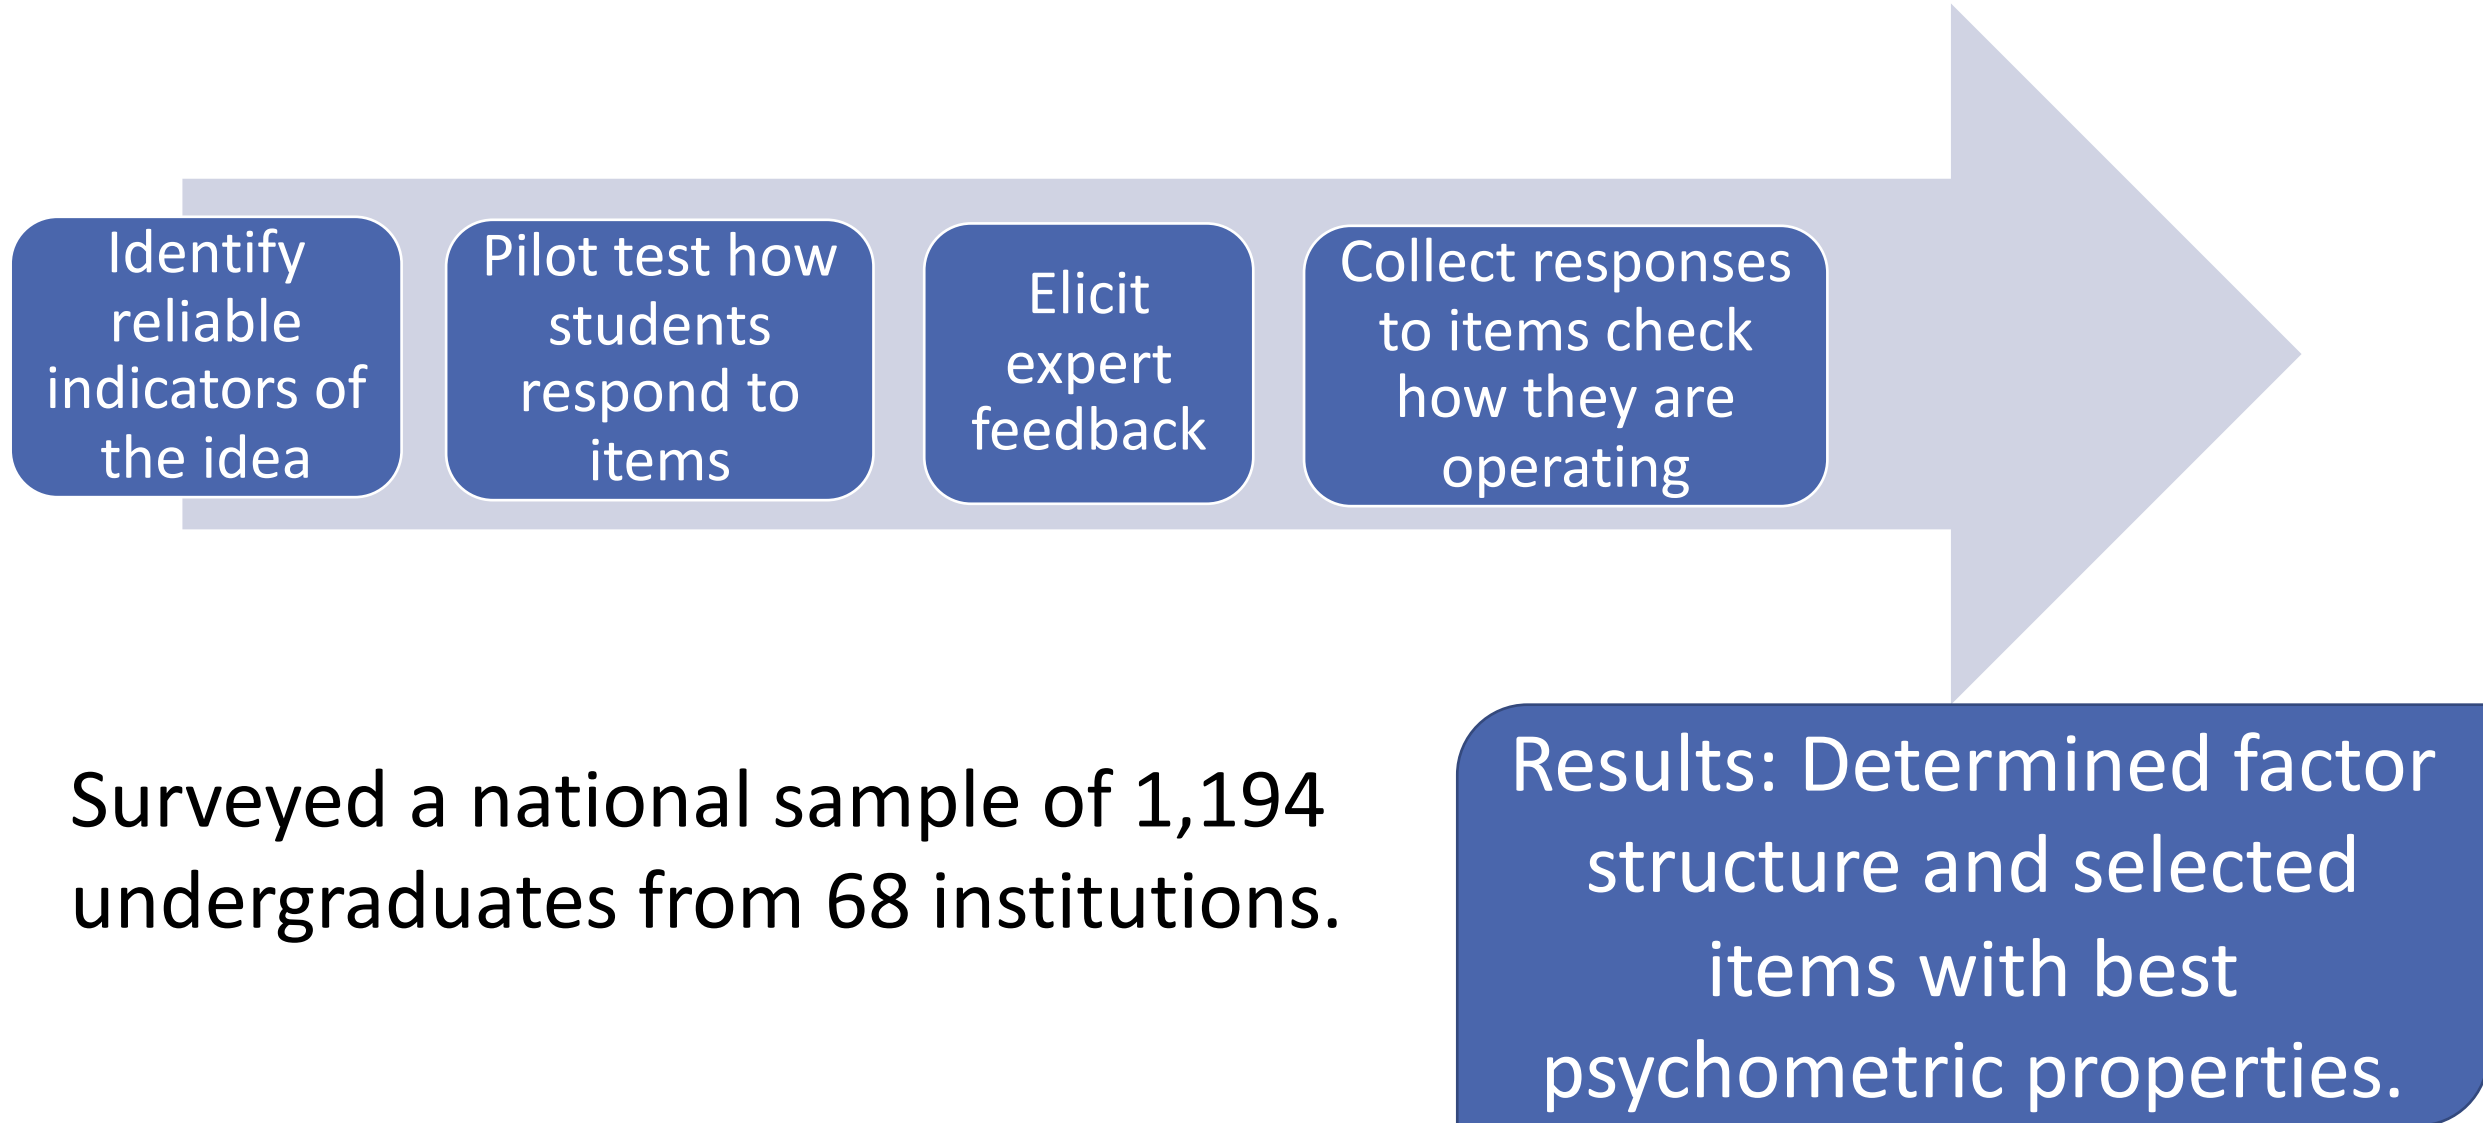 Identify
reliable
indicators of
the idea
Pilot test how
students
respond to
items
Elicit
expert
feedback
Collect responses
to items check
how they are
operating
Surveyed a national sample of 1,194
undergraduates from 68 institutions.
Results: Determined factor
structure and selected
items with best
psychometric properties.